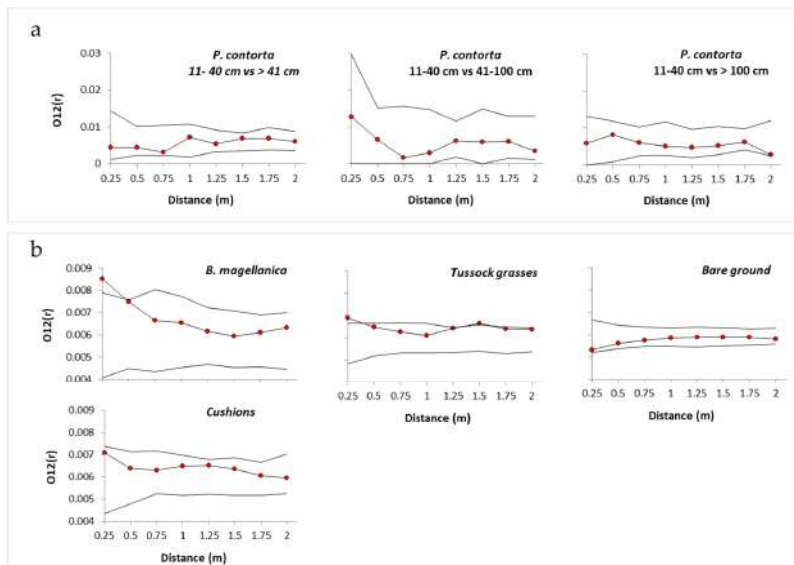 a
P. contorta
11- 40 cm vs > 41 cm
P. contorta
11-40 cm vs 41-100 cm
P. contorta
11-40 cm vs > 100 cm
O12(r)
0.03
0.02
0.01
0
0.25 0.5 0.75 1 1.25 1.5 1.75 2
0.25 0.5 0.75 1 1.25 1.5 1.75 2
0.25 0.5 0.75 1 1.25 1.5 1.75 2
Distance (m)
Distance (m)
Distance (m)
b
B. magellanica
Tussock grasses
Bare ground
O12(r)
0.009
0.008
0.007
0.006
0.005
0.004
0.25 0.5 0.75 1 1.25 1.5 1.75 2
0.25 0.5 0.75 1 1.25 1.5 1.75 2
0.25 0.5 0.75 1 1.25 1.5 1.75 2
Distance (m)
Distance (m)
Distance (m)
Cushions
O12(r)
0.009
0.008
0.007
0.006
0.005
0.004
0.25 0.5 0.75 1 1.25 1.5 1.75 2
Distance (m)